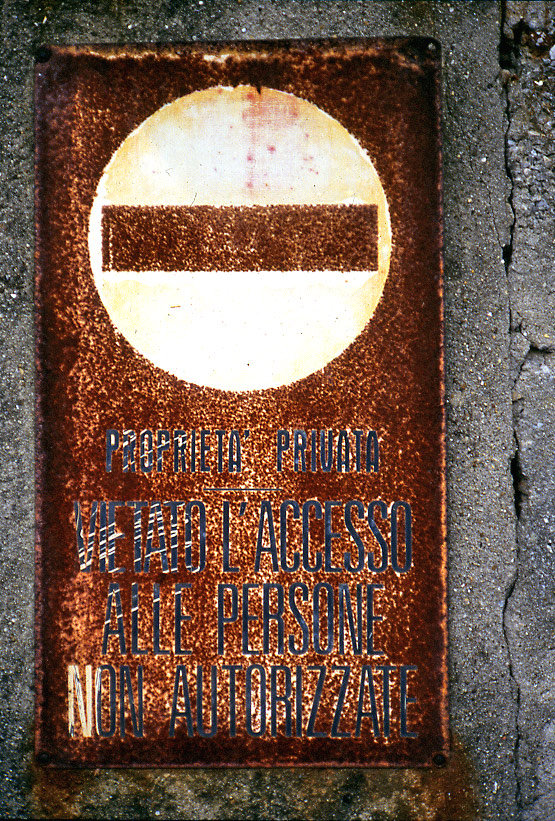 PROPRIETA' PRIVATA
VIETATO L'ACCESSO
ALLE PERSONE
NON AUTORIZZATE